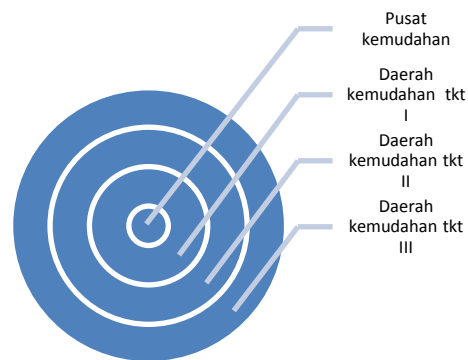 Pusat
kemudahan
Daerah
kemudahan tkt
I
Daerah
kemudahan tkt
II
Daerah
kemudahan tkt
III